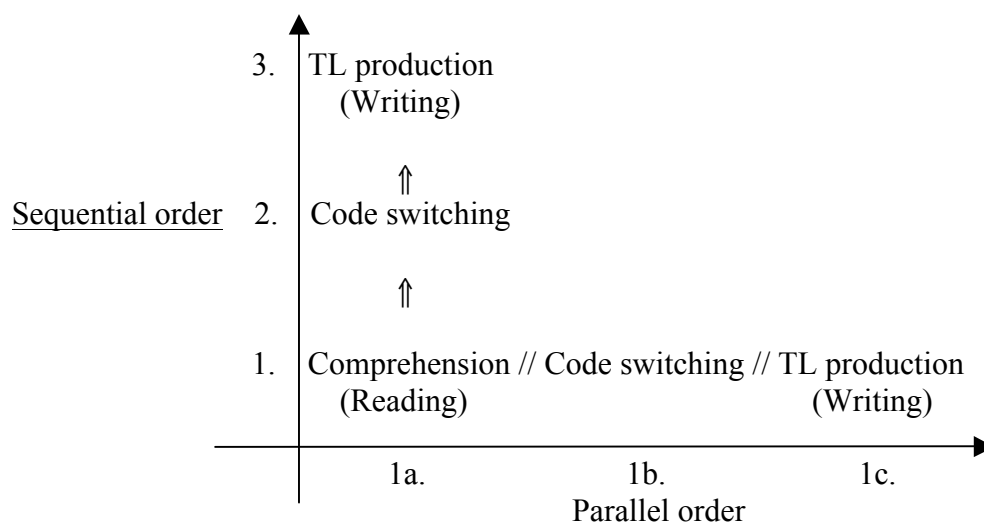 3. TL production
(Writing)
⇑
Sequential order 2. Code switching
⇑
1. Comprehension // Code switching // TL production
(Reading) (Writing)
1a. 1b. 1c.
Parallel order